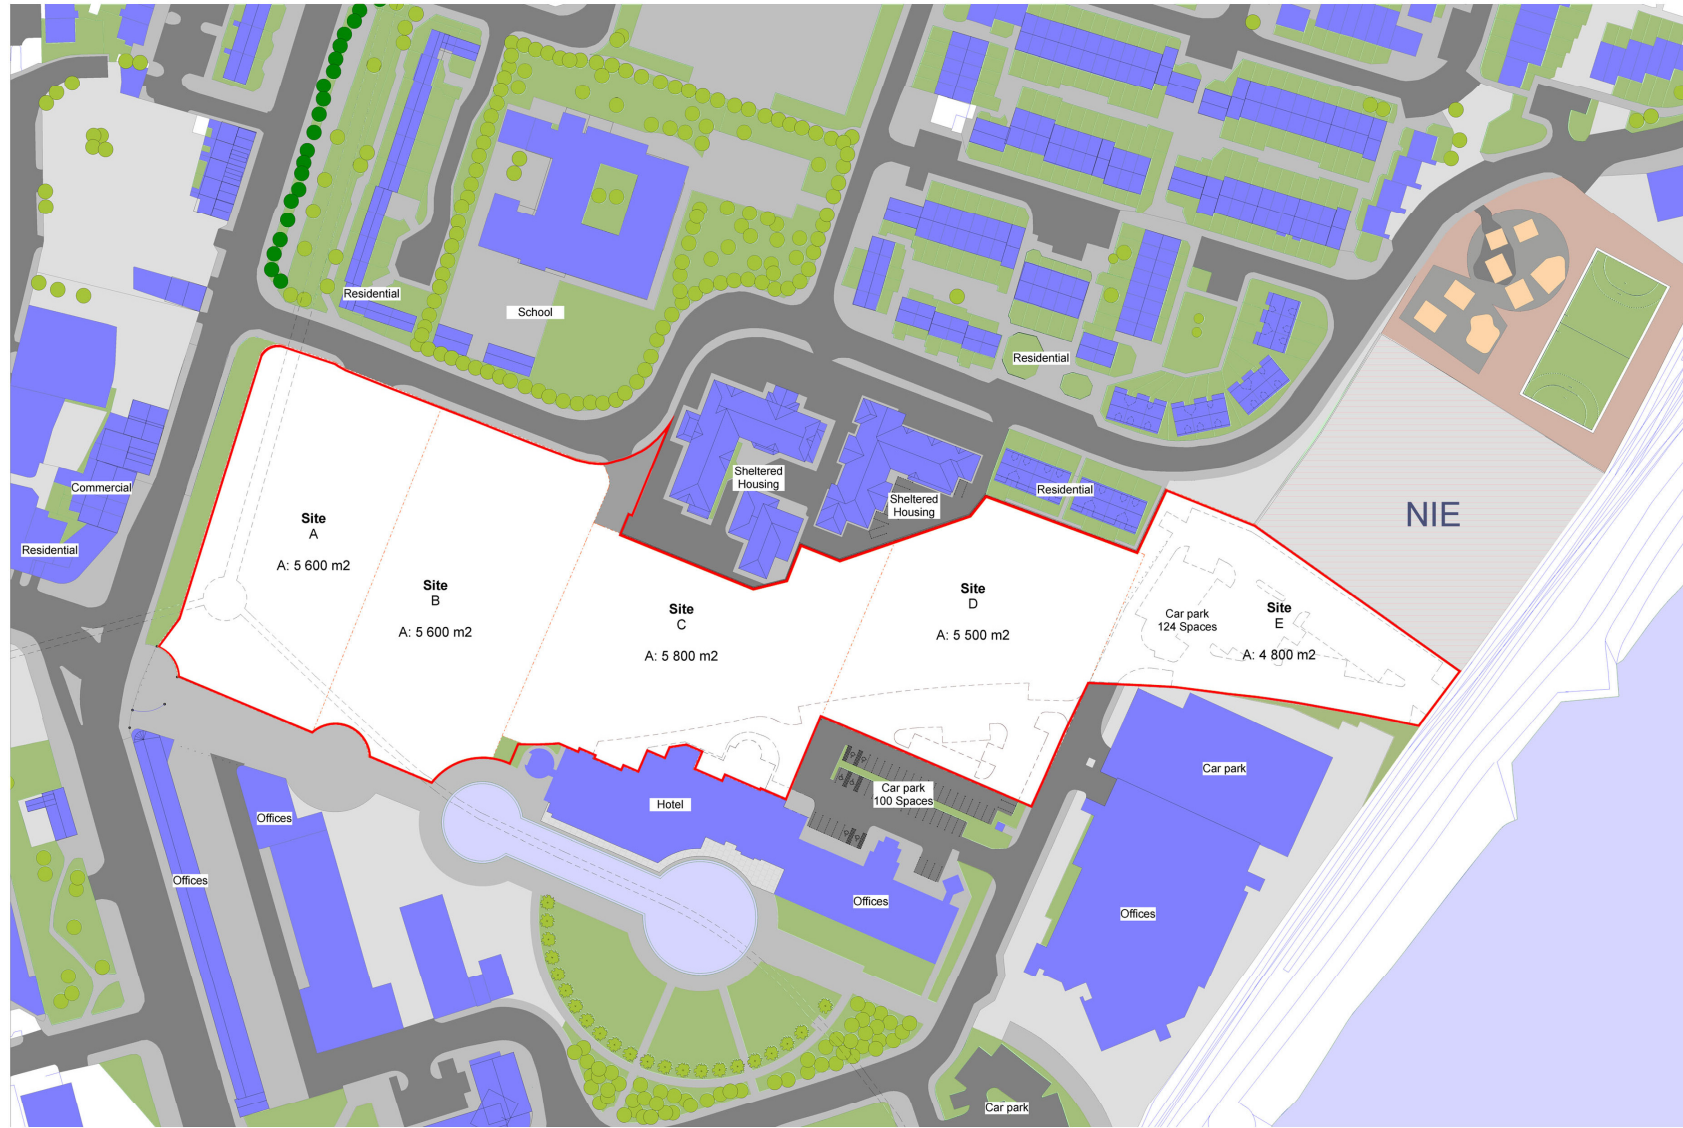 Residential
School
Residential
Sheltered
Housing
Sheltered
Housing
Residential
Commercial
Residential
NIE
Site
A
A: 5 600 m2
Site
B
A: 5 600 m2
Site
C
A: 5 800 m2
Site
D
A: 5 500 m2
Car park
124 Spaces
Site
E
A: 4 800 m2
Car park
Car park
100 Spaces
Hotel
Offices
Offices
Offices
Offices
Car park